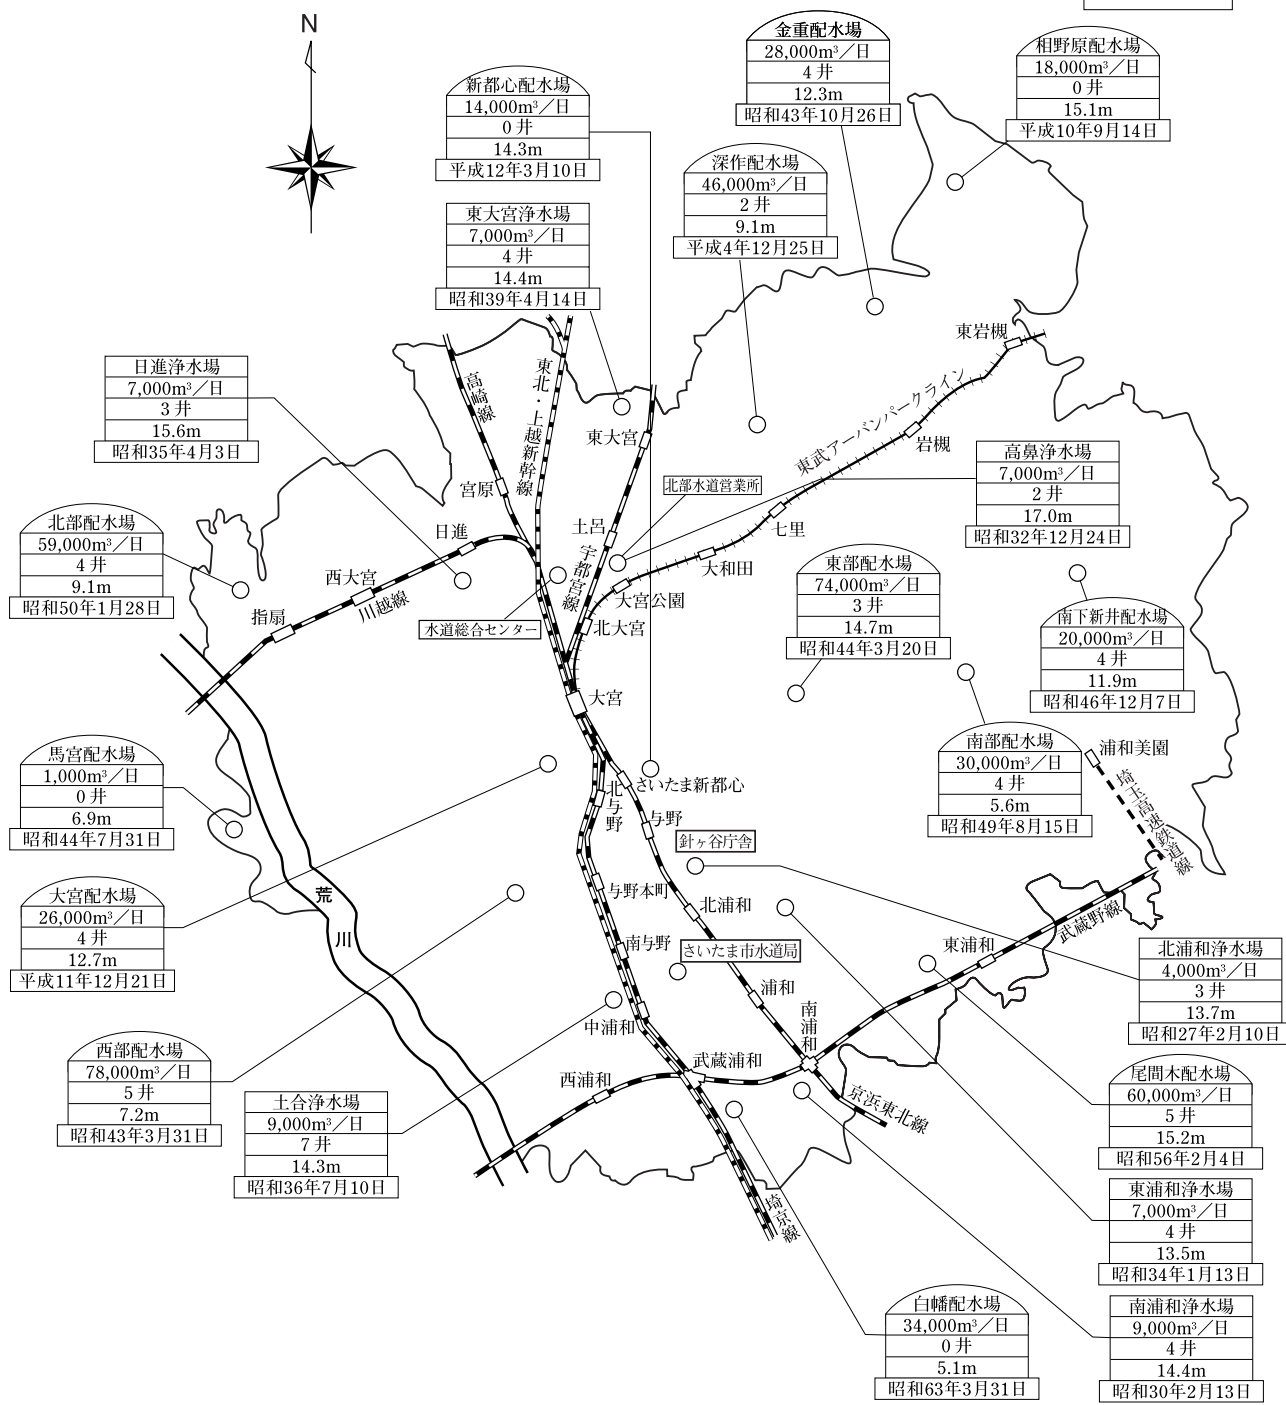 N
金重配水場
28,000m³／日
4 井
12.3m
昭和43年10月26日
相野原配水場
18,000m³／日
0 井
15.1m
平成10年9月14日
新都心配水場
14,000m³／日
0 井
14.3m
平成12年3月10日
深作配水場
46,000m³／日
2 井
9.1m
平成4年12月25日
東大宮浄水場
7,000m³／日
4 井
14.4m
昭和39年4月14日
東岩槻
日進浄水場
7,000m³／日
3 井
15.6m
昭和35年4月3日
高崎線
東北・上越新幹線
東大宮
東武アーバンパークライン
岩槻
高鼻浄水場
7,000m³／日
2 井
17.0m
昭和32年12月24日
宮原
北部水道営業所
北部配水場
59,000m³／日
4 井
9.1m
昭和50年1月28日
日進
土呂
七里
西大宮
川越線
宇都宮線
大和田
大宮公園
東部配水場
74,000m³／日
3 井
14.7m
昭和44年3月20日
南下新井配水場
20,000m³／日
4 井
11.9m
昭和46年12月7日
指扇
水道総合センター
北大宮
大宮
馬宮配水場
1,000m³／日
0 井
6.9m
昭和44年7月31日
南部配水場
30,000m³／日
4 井
5.6m
昭和49年8月15日
浦和美園
埼玉高速鉄道線
さいたま新都心
北与野
与野
針ヶ谷庁舎
大宮配水場
26,000m³／日
4 井
12.7m
平成11年12月21日
荒川
与野本町
北浦和
武蔵野線
南与野
さいたま市水道局
東浦和
北浦和浄水場
4,000m³／日
3 井
13.7m
昭和27年2月10日
浦和
中浦和
南浦和
西部配水場
78,000m³／日
5 井
7.2m
昭和43年3月31日
武蔵浦和
西浦和
尾間木配水場
60,000m³／日
5 井
15.2m
昭和56年2月4日
土合浄水場
9,000m³／日
7 井
14.3m
昭和36年7月10日
京浜東北線
東浦和浄水場
7,000m³／日
4 井
13.5m
昭和34年1月13日
埼京線
白幡配水場
34,000m³／日
0 井
5.1m
昭和63年3月31日
南浦和浄水場
9,000m³／日
4 井
14.4m
昭和30年2月13日